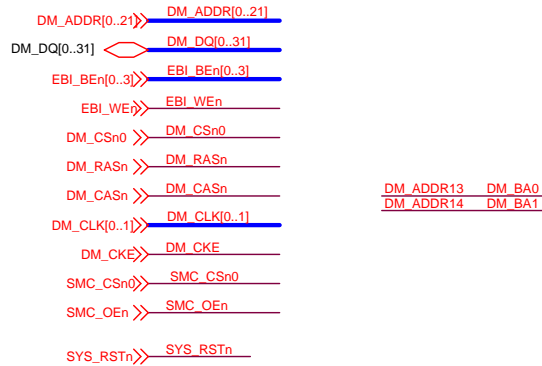 DM_ADDR[0..21] DM_ADDR[0..21]
DM_DQ[0..31] DM_DQ[0..31]
EBI_BEn[0..3] EBI_BEn[0..3]
EBI_WEn EBI_WEn
DM_CSn0 DM_CSn0
DM_RASn DM_RASn
DM_CASn DM_CASn
DM_ADDR13 DM_BA0
DM_ADDR14 DM_BA1
DM_CLK[0..1] DM_CLK[0..1]
DM_CKE DM_CKE
SMC_CSn0 SMC_CSn0
SMC_OEn SMC_OEn
SYS_RSTn SYS_RSTn